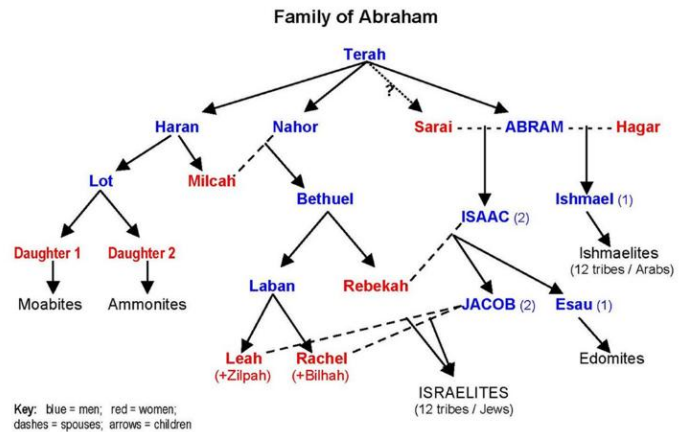 Family of Abraham
Terah
?
Haran
Nahor
Sarai
ABRAM
Hagar
Lot
Milcah
Bethuel
ISAAC (2)
Ishmael (1)
Daughter 1
Daughter 2
Ishmaelites
(12 tribes / Arabs)
Moabites
Ammonites
Laban
Rebekah
JACOB (2)
Esau (1)
Leah
(+Zilpah)
Rachel
(+Bilhah)
Edomites
ISRAELITES
(12 tribes / Jews)
Key: blue = men; red = women;
dashes = spouses; arrows = children